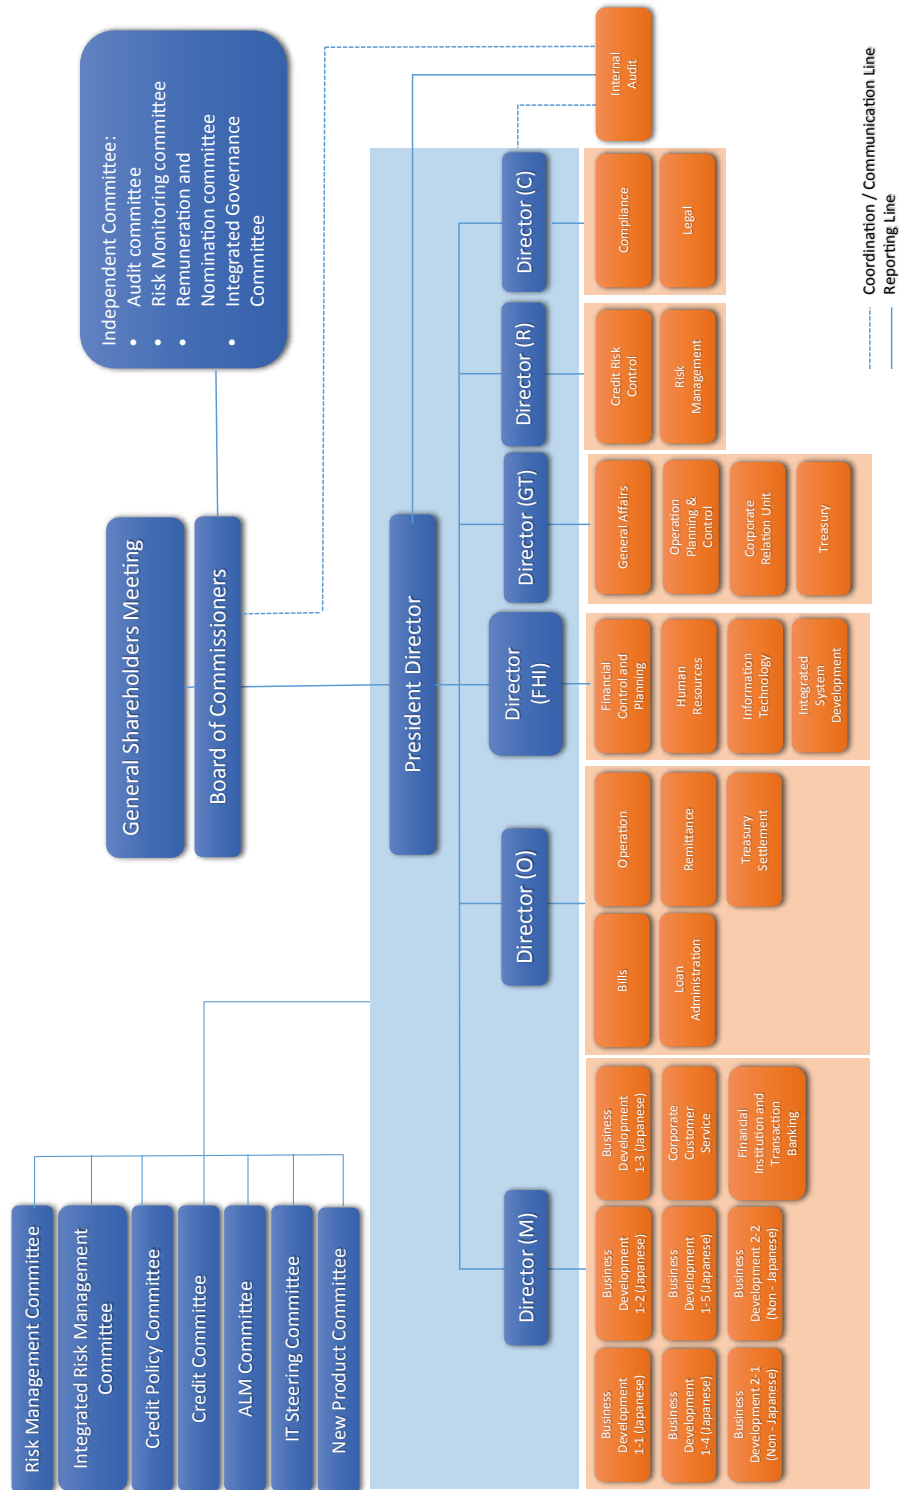 General Shareholders Meeting
Board of Commissioners
Independent Committee:
• Audit committee
• Risk Monitoring committee
• Remuneration and
Nomination committee
• Integrated Governance
Committee
Risk Management Committee
Integrated Risk Management
Committee
Credit Policy Committee
Credit Committee
ALM Committee
IT Steering Committee
New Product Committee
President Director
Director (M)
Director (O)
Director
(FHI)
Director (GT)
Director (R)
Director (C)
Internal
Audit
Business
Development
1-1 (Japanese)
Business
Development
1-2 (Japanese)
Business
Development
1-3 (Japanese)
Business
Development
1-4 (Japanese)
Business
Development
1-5 (Japanese)
Corporate
Customer
Service
Business
Development 2-1
(Non - Japanese)
Business
Development 2-2
(Non - Japanese)
Financial
Institution and
Transaction
Banking
Bills
Operation
Loan
Administration
Remittance
Treasury
Settlement
Financial
Control and
Planning
Human
Resources
Information
Technology
Integrated
System
Development
General Affairs
Operation
Planning &
Control
Corporate
Relation Unit
Treasury
Credit Risk
Control
Risk
Management
Compliance
Legal
Coordination / Communication Line
Reporting Line